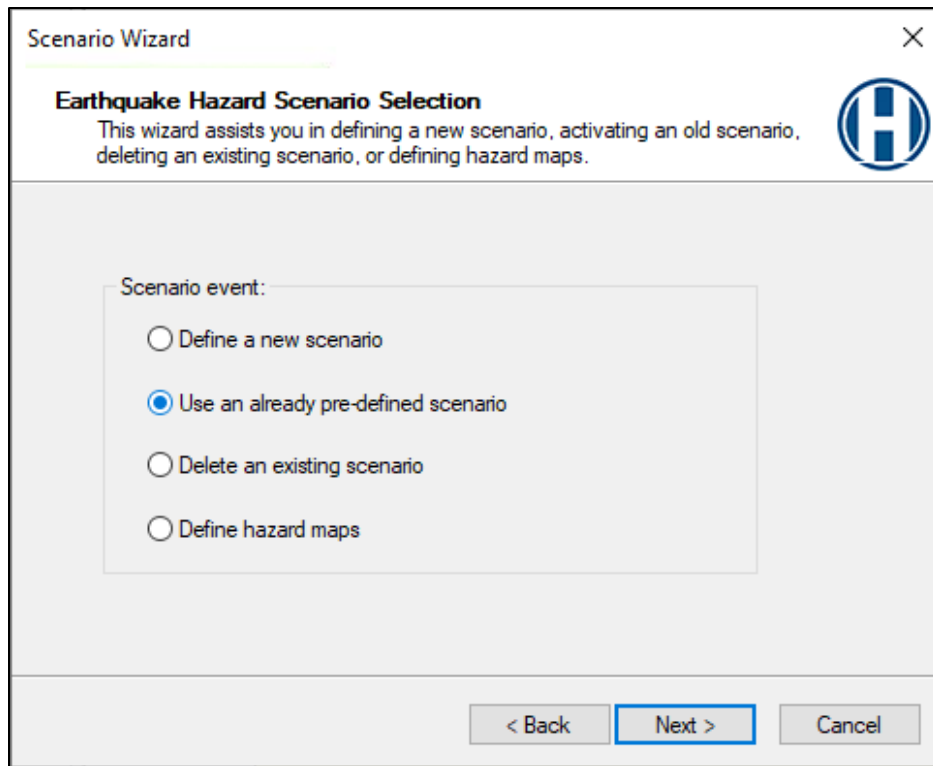 Scenario Wizard
Earthquake Hazard Scenario Selection
This wizard assists you in defining a new scenario, activating an old scenario,
deleting an existing scenario, or defining hazard maps.
Scenario event:
Define a new scenario
Use an already pre-defined scenario
Delete an existing scenario
Define hazard maps
< Back Next > Cancel